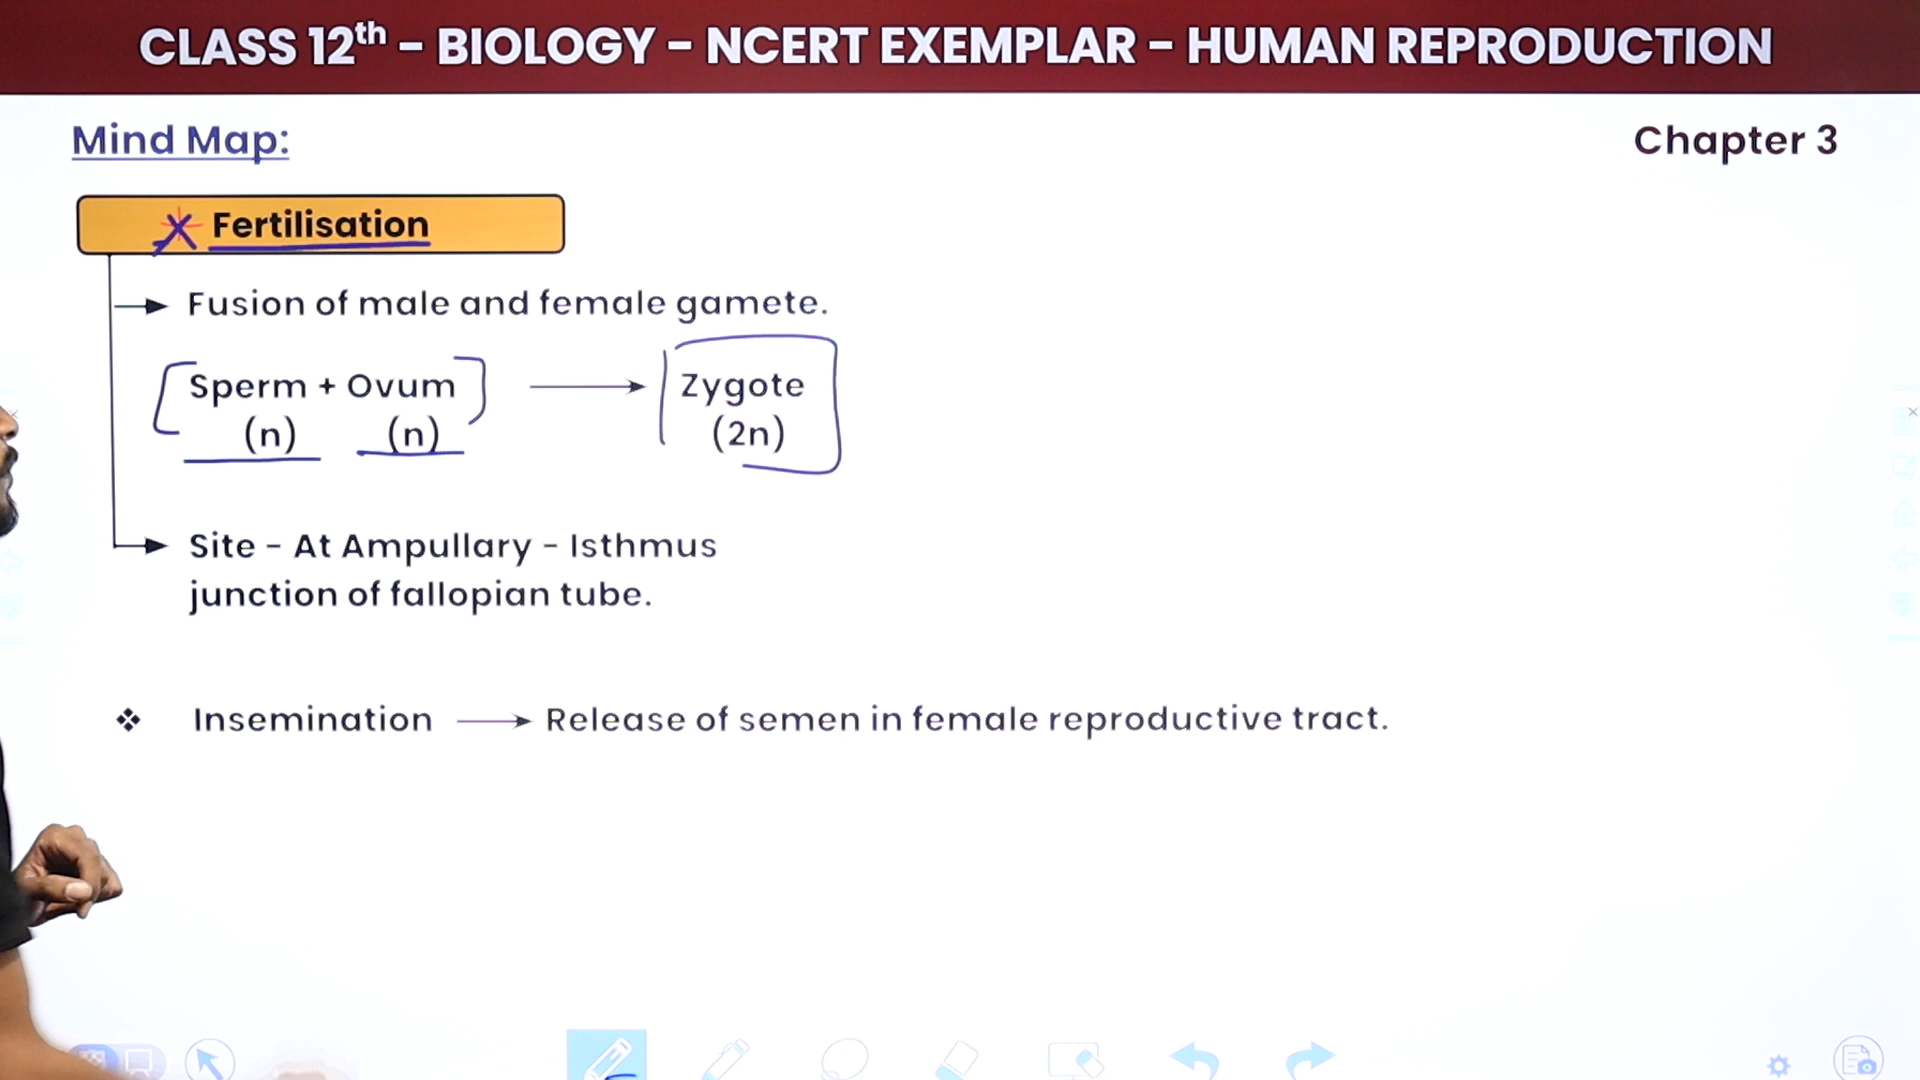 CLASS 12th - BIOLOGY - NCERT EXEMPLAR - HUMAN REPRODUCTION
Mind Map:
Chapter 3
Fertilisation
Fusion of male and female gamete.
Sperm + Ovum → Zygote
(n) (n) (2n)
Site - At Ampullary - Isthmus
junction of fallopian tube.
❖ Insemination → Release of semen in female reproductive tract.